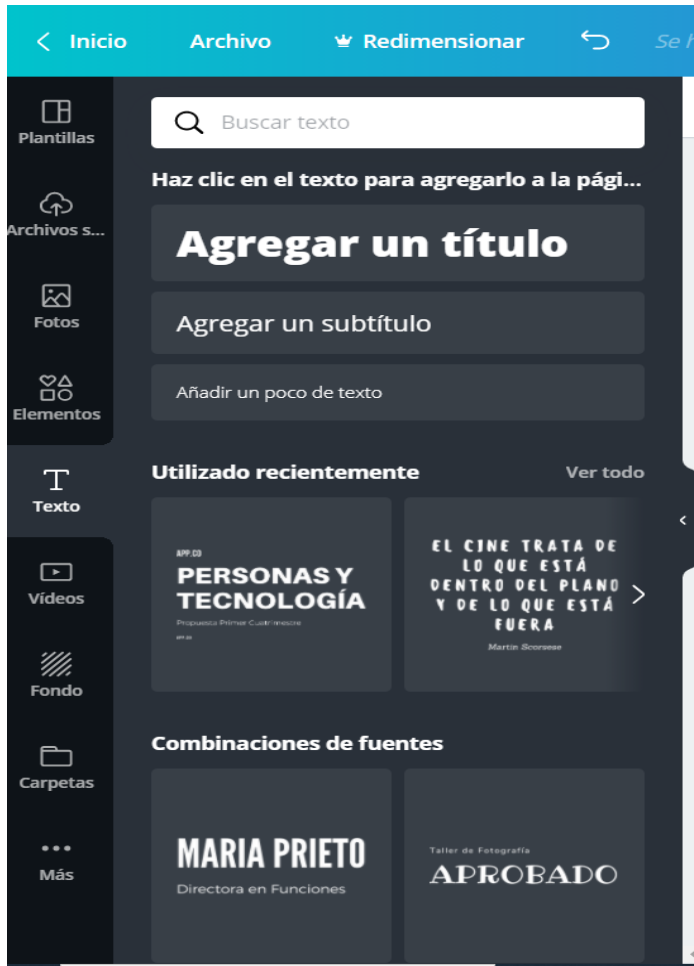 Inicio
Archivo
Redimensionar
Se h
Plantillas
Archivos s...
Fotos
Elementos
Texto
Vídeos
Fondo
Carpetas
Más
Buscar texto
Haz clic en el texto para agregarlo a la pági...
Agregar un título
Agregar un subtítulo
Añadir un poco de texto
Utilizado recientemente
Ver todo
APP.CO
PERSONAS Y
TECNOLOGÍA
Propuesta Primer Cuatrimestre
APP.CO
EL CINE TRATA DE
LO QUE ESTÁ
DENTRO DEL PLANO
Y DE LO QUE ESTÁ
FUERA
Martin Scorsese
Combinaciones de fuentes
MARIA PRIETO
Directora en Funciones
Taller de Fotografía
APROBADO